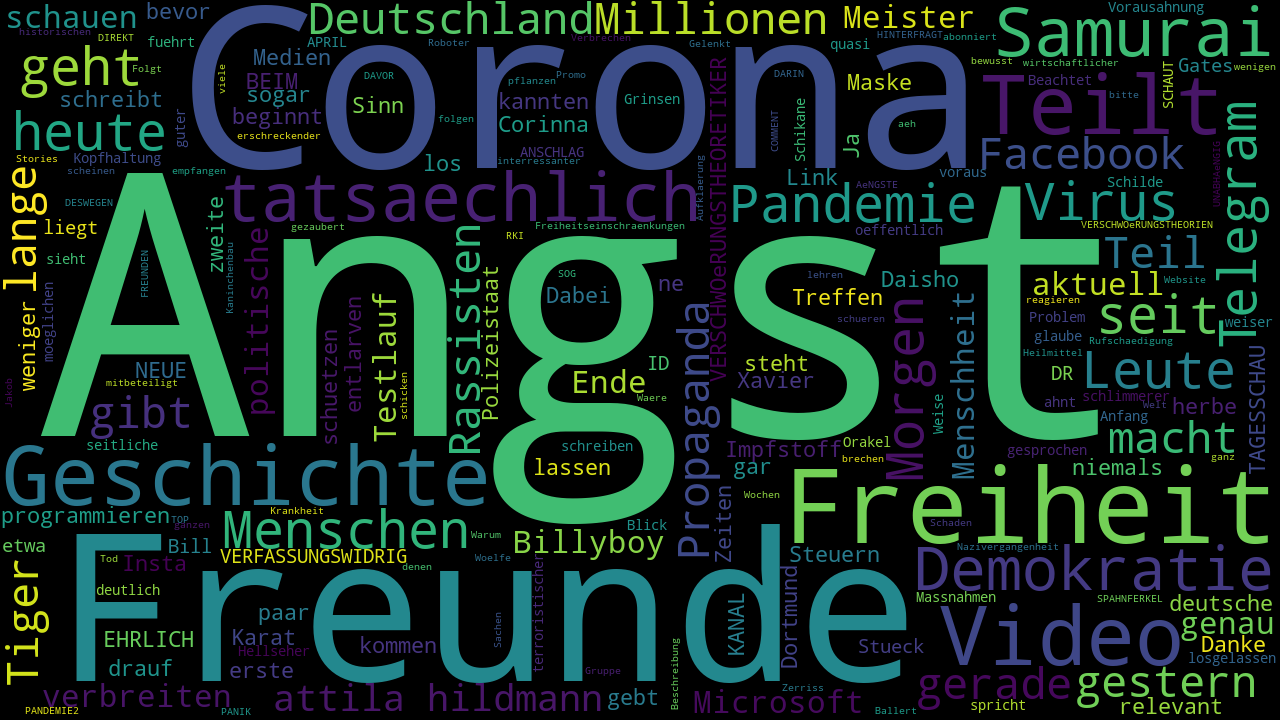 schauen
bevor
historischen
DIREKT
fuehrt
geht
Folgt
schreibt
heute
Corona
Deutschland
Millionen
Meister
Samurai
Vorausahnung
Medien
APRIL
Roboter
Verbrechen
Gelenkt
quasi
HINTERFRAGT
abonniert
bewusst
wirtschaftlicher
wenigen
Gates
BEIM
DAVOR
pflanzen
Promo
DARIN
Maske
Beachtet
SCHAUT
Teilt
bitte
viele
sogar
Sinn
kannten
Grinsen
beginnt
folgen
Corinna
aeh
guter
erschreckender
ANSCHLAG
COMMENT
Schikane
Ja
Facebook
Stories
Kopfhaltung
los
interressanter
scheinen
empfangen
Link
voraus
Schilde
UNABHAeNGIG
Telegram
lange
DESWEGEN
tatsaechlich
Aufklaerung
VERSCHWOeRUNGSTHEORETIKER
AeNGSTE
Pandemie
Virus
VERSCHWOeRUNGSTHEORIEN
liegt
zweite
gezaubert
Freiheitseinschraenkungen
RKI
oeffentlich
Teil
sieht
FREUNDEN
Kaninchenbau
politische
Angst
Rassisten
SOG
Dabei
ne
lehren
Daisho
Treffen
aktuell
Website
reagieren
weniger
moeglichen
Testlauf
Polizeistaat
schueren
Morgen
Menschheit
Problem
seit
weiser
glaube
Rufschaedigung
entlarven
schuetzen
Propaganda
Heilmittel
NEUE
mitbeteiligt
ID
steht
DR
Leute
TAGESSCHAU
Jakob
gibt
schicken
Ende
Waere
Xavier
Weise
ahnt
schlimmerer
Welt
Anfang
herbe
seitliche
schreiben
Impfstoff
Orakel
gesprochen
macht
ganz
Geschichte
lassen
gar
brechen
niemals
Zeiten
Wochen
Freiheit
programmieren
TOP
ganzen
Krankheit
Blick
Schaden
etwa
Bill
Menschen
Warum
Billyboy
Nazivergangenheit
Tod
Insta
VERFASSUNGSWIDRIG
denen
Woelfe
Steuern
Demokratie
Tiger
deutlich
Freunde
terroristischer
Dortmund
Massnahmen
SPAHNFERKEL
deutsche
paar
Sachen
KANAL
Video
genau
EHRLICH
Karat
Hellseher
kommen
Stueck
Danke
drauf
erste
Gruppe
Beschreibung
losgelassen
verbreiten
attila hildmann
gebt
Microsoft
Zerriss
gerade
gestern
PANDEMIE2
PANIK
Ballert
spricht
relevant